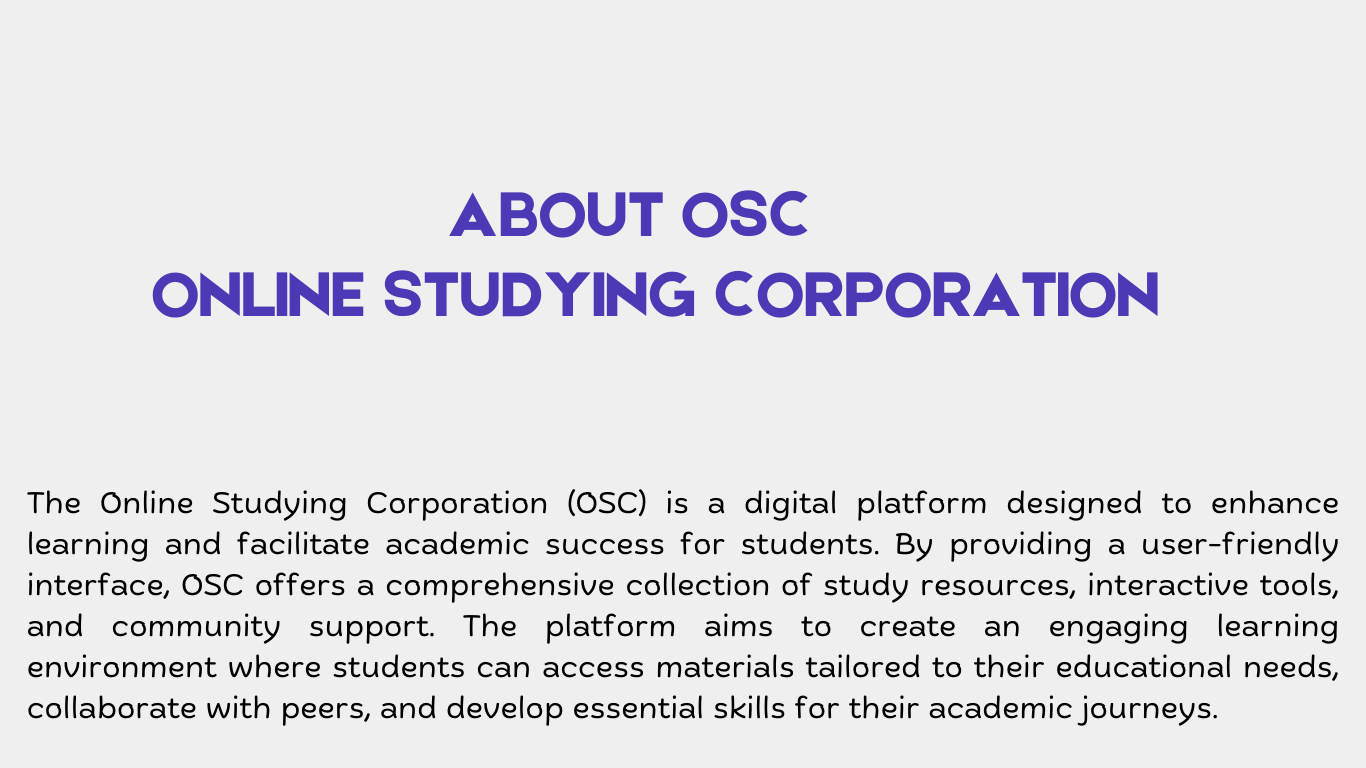 ABOUT OSC
ONLINE STUDYING CORPORATION
The Online Studying Corporation (OSC) is a digital platform designed to enhance
learning and facilitate academic success for students. By providing a user-friendly
interface, OSC offers a comprehensive collection of study resources, interactive tools,
and community support. The platform aims to create an engaging learning
environment where students can access materials tailored to their educational needs,
collaborate with peers, and develop essential skills for their academic journeys.